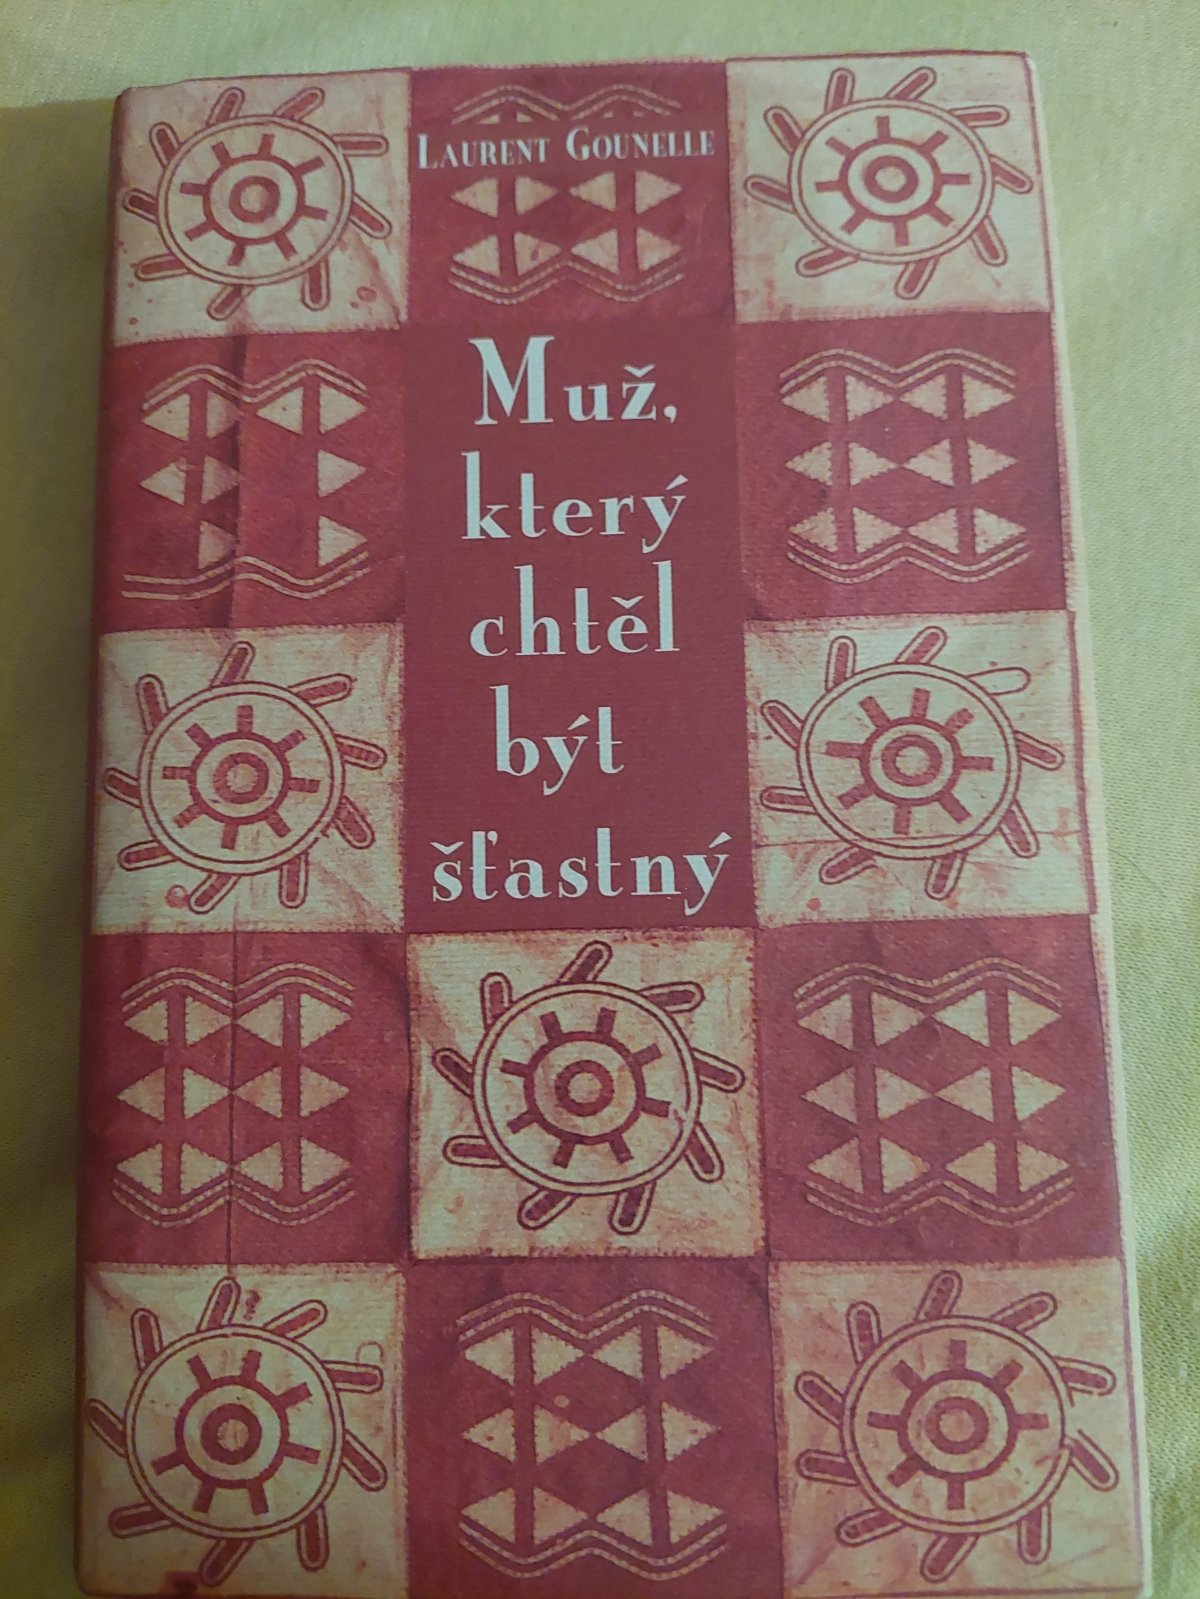 LAURENT GOUNELLE
Muž,
který
chtěl
být
šťastný